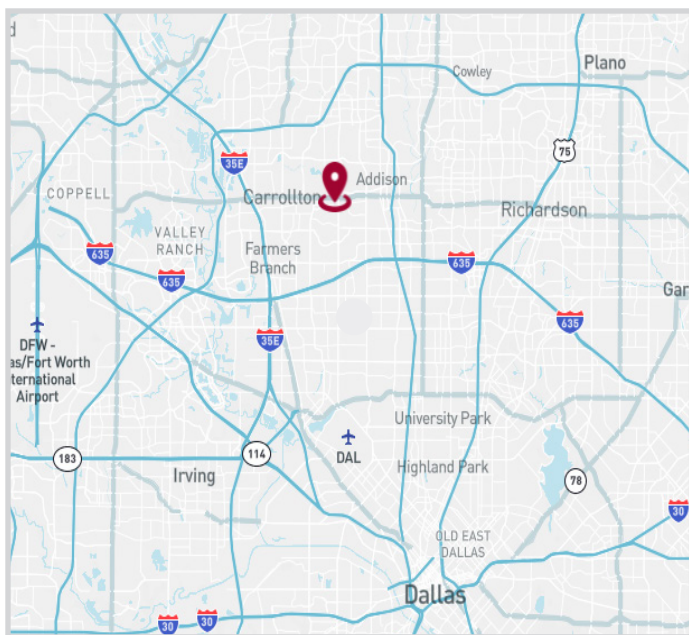 d
Plano
Cowley
75
35E
Addison
COPPELL
Carrollton
Richardson
VALLEY
RANCH
Farmers
Branch
635
635
635
Gar
635
35E
DFW -
as/Fort Worth
ternational
Airport
University Park
DAL
114
183
Highland Park
Irving
78
30
OLD EAST
DALLAS
Dallas
30
30